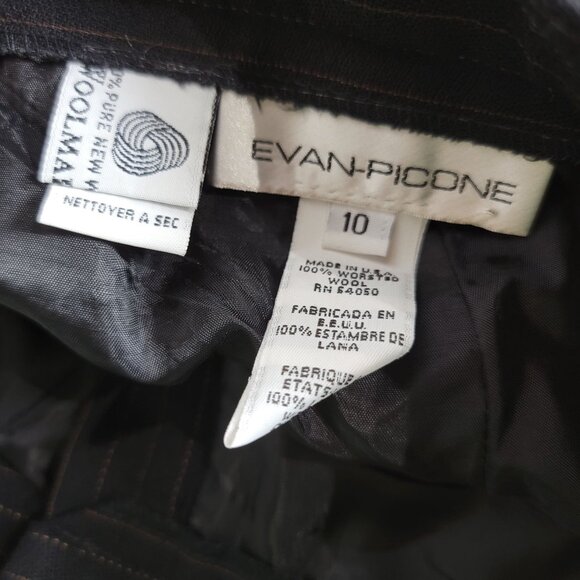 PURE NEW
EVAN-PICONE
NETTOYER A SEC
10
MADE IN U.S.A.
100% WORSTED
WOOL
RN 54050
FABRICADA EN
E.E.U.U.
100% ESTAMBRE DE
LANA
FABRIQUE
ETATS
100%